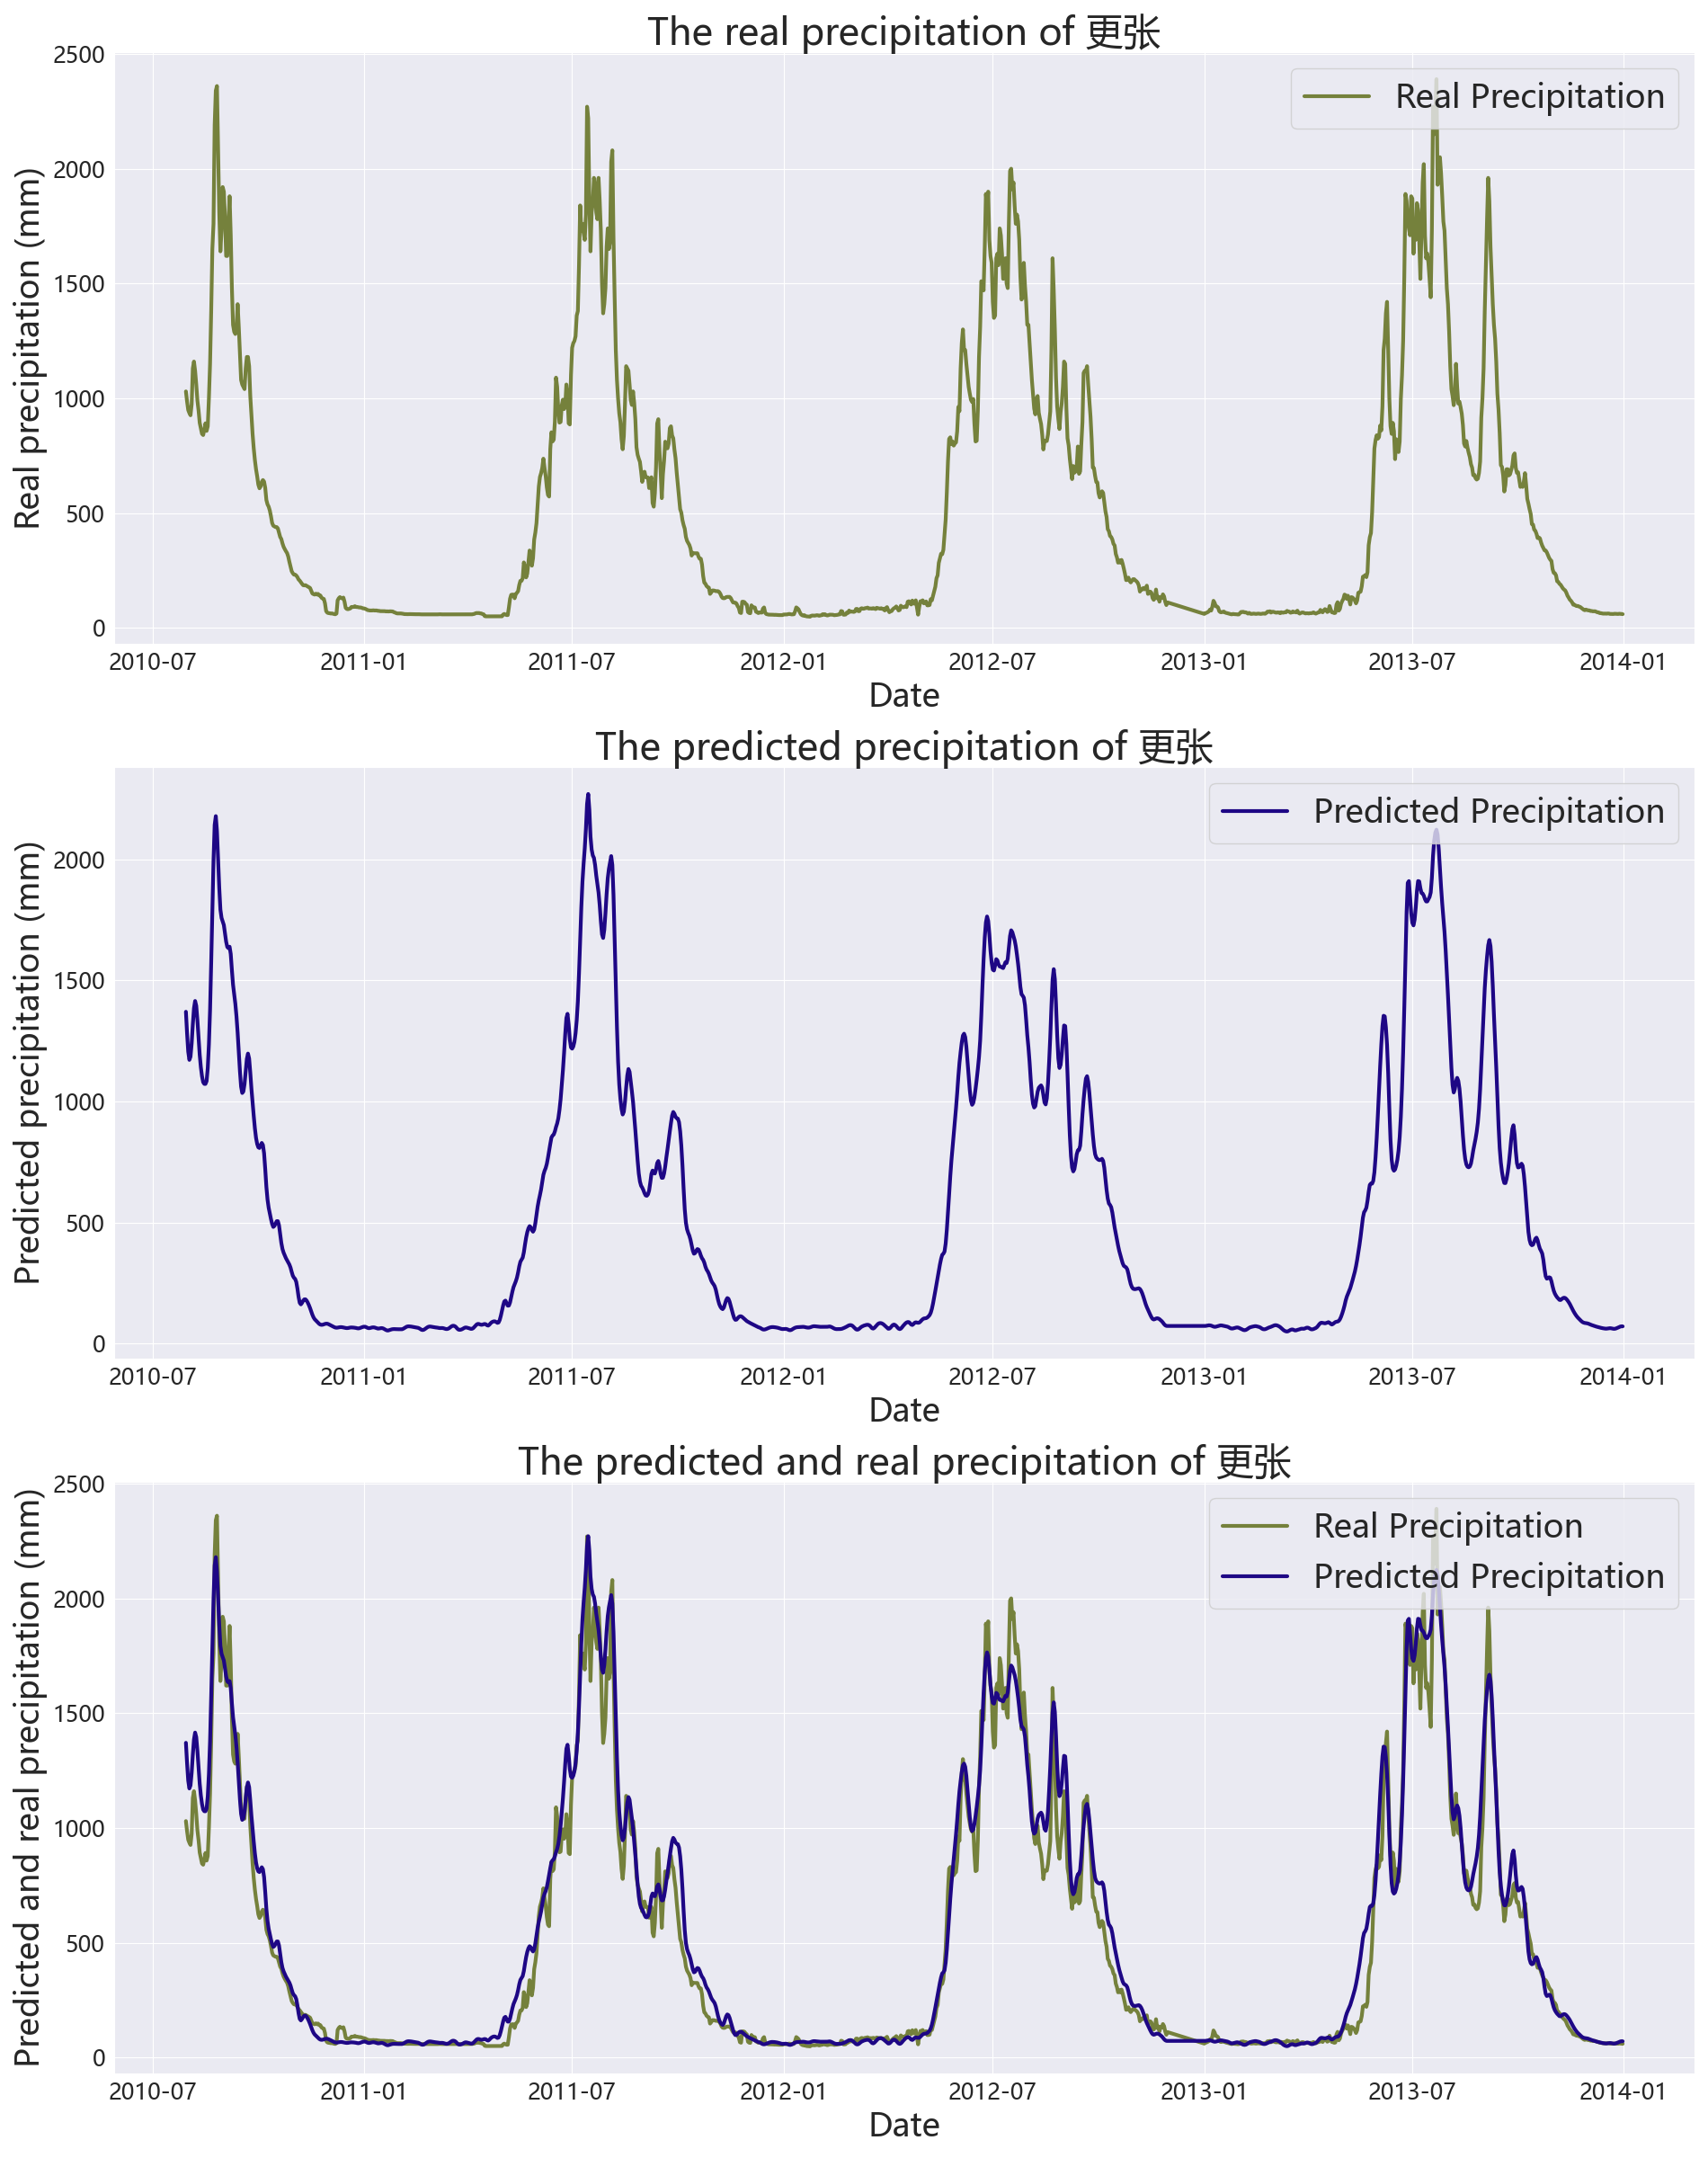 The real precipitation of 更张
Real precipitation (mm)
2500
2000
1500
1000
500
0
Real Precipitation
2010-07 2011-01 2011-07 2012-01 2012-07 2013-01 2013-07 2014-01
Date
The predicted precipitation of 更张
Predicted precipitation (mm)
2000
1500
1000
500
0
Predicted Precipitation
2010-07 2011-01 2011-07 2012-01 2012-07 2013-01 2013-07 2014-01
Date
The predicted and real precipitation of 更张
Predicted and real precipitation (mm)
2500
2000
1500
1000
500
0
Real Precipitation
Predicted Precipitation
2010-07 2011-01 2011-07 2012-01 2012-07 2013-01 2013-07 2014-01
Date